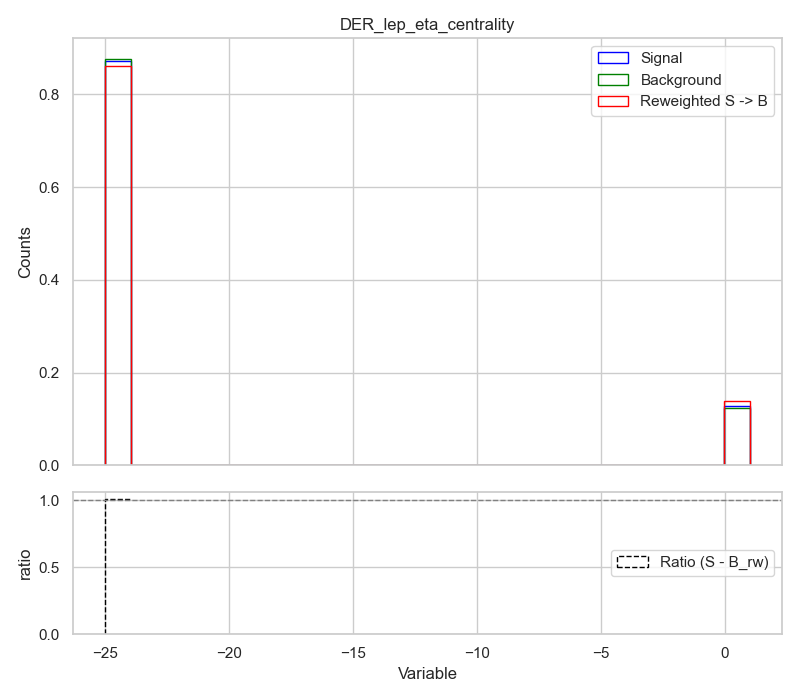 DER_lep_eta_centrality
Signal
Background
Reweighted S -> B
0.8
0.6
0.4
0.2
0.0
Counts
1.0
0.5
0.0
ratio
Ratio (S - B_rw)
−25
−20
−15
−10
−5
0
Variable